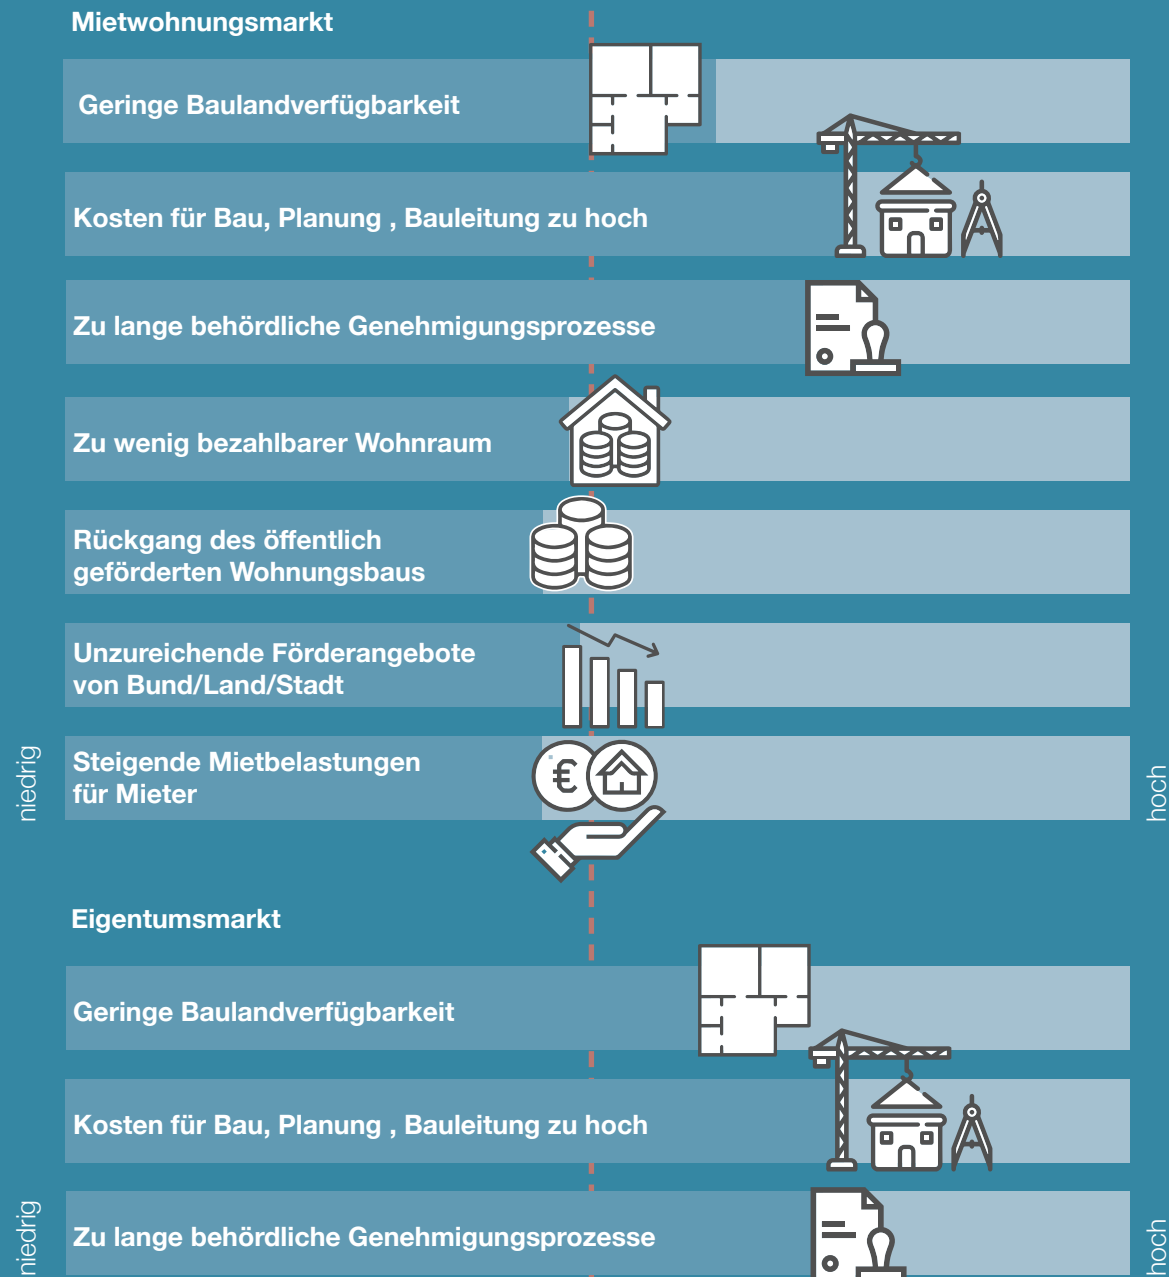 Mietwohnungsmarkt
Geringe Baulandverfügbarkeit
Kosten für Bau, Planung , Bauleitung zu hoch
Zu lange behördliche Genehmigungsprozesse
Zu wenig bezahlbarer Wohnraum
Rückgang des öffentlich
geförderten Wohnungsbaus
Unzureichende Förderangebote
von Bund/Land/Stadt
Steigende Mietbelastungen
für Mieter
€
niedrig
hoch
Eigentumsmarkt
Geringe Baulandverfügbarkeit
Kosten für Bau, Planung , Bauleitung zu hoch
Zu lange behördliche Genehmigungsprozesse
niedrig
hoch